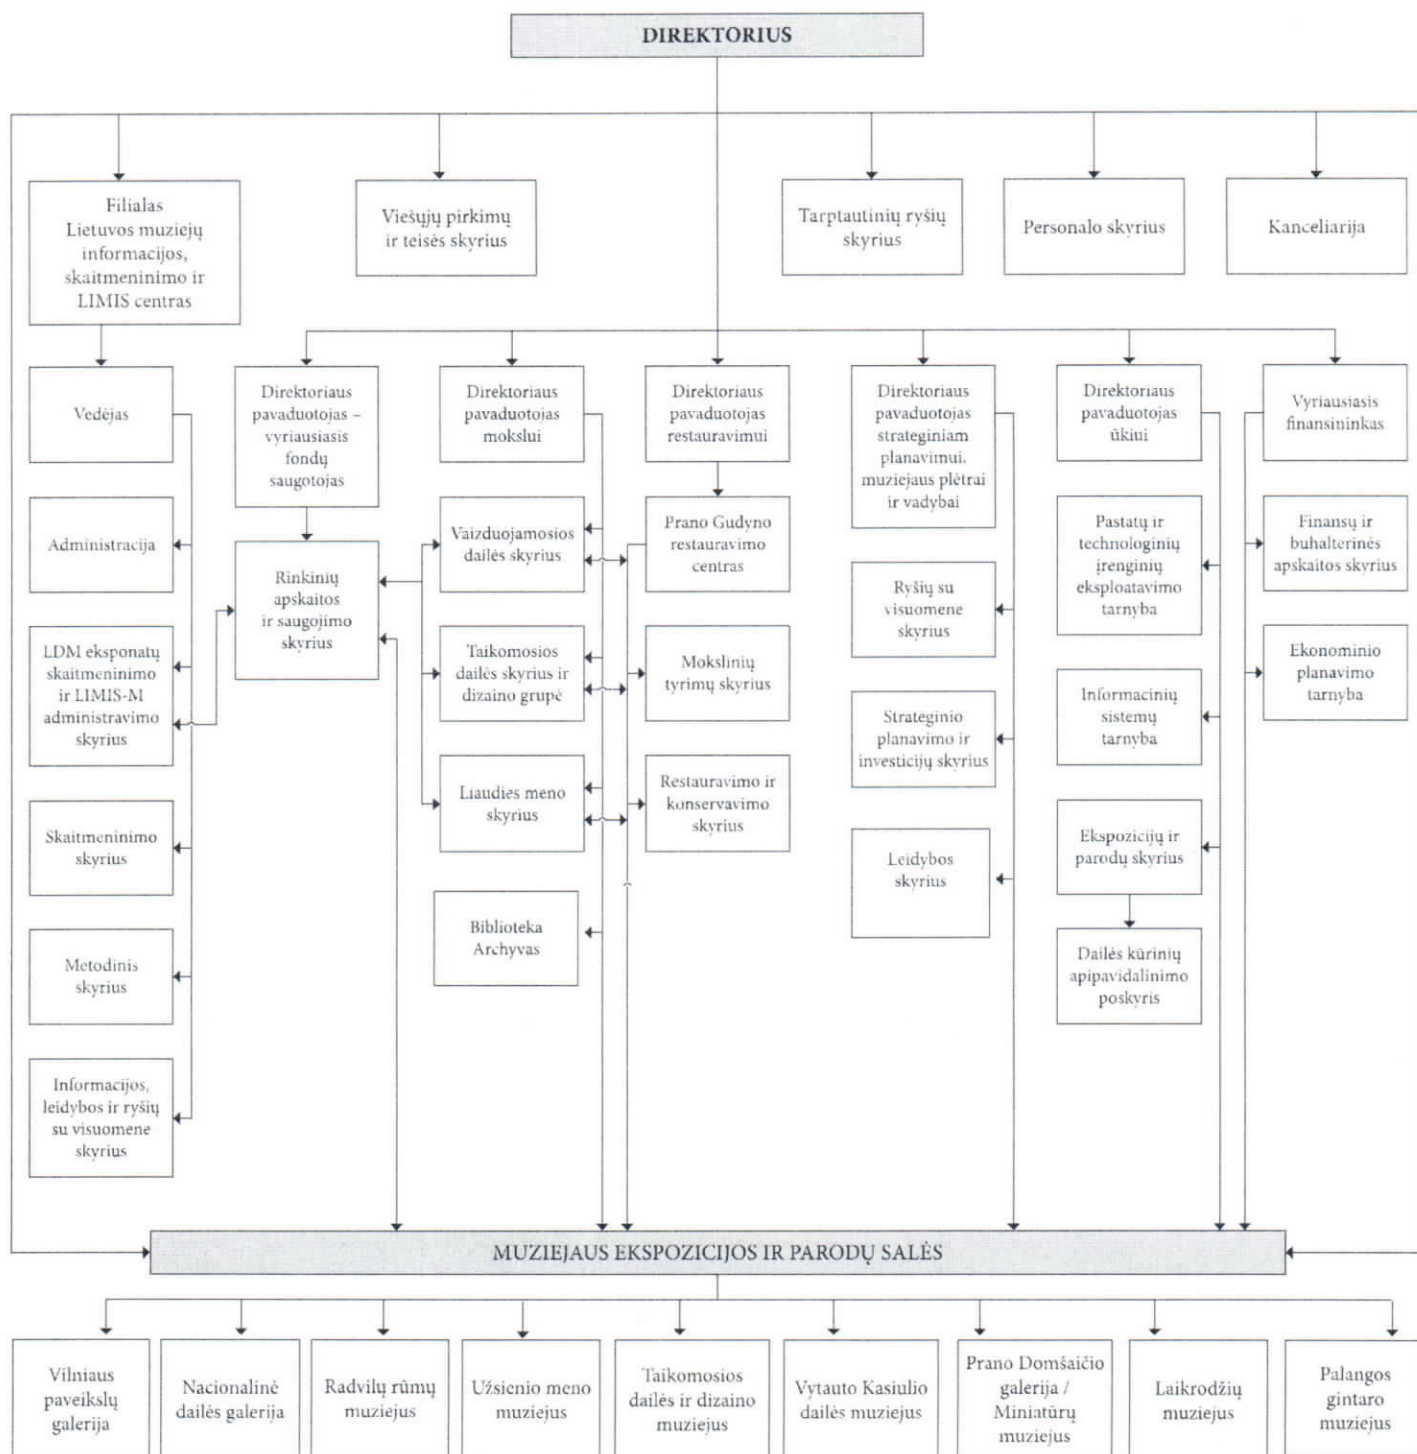 DIREKTORIUS
Filialas
Lietuvos muziejų
informacijos,
skaitmeninimo ir
LIMIS centras
Viešųjų pirkimų
ir teisės skyrius
Tarptautinių ryšių
skyrius
Personalo skyrius
Kanceliarija
Vedėjas
Direktoriaus
pavaduotojas –
vyriausiasis
fondų
saugotojas
Direktoriaus
pavaduotojas
mokslui
Direktoriaus
pavaduotojas
restauravimui
Direktoriaus
pavaduotojas
strateginiam
planavimui,
muziejaus plėtrai
ir vadybai
Direktoriaus
pavaduotojas
ūkiui
Vyriausiasis
finansininkas
Administracija
Rinkinių
apskaitos
ir saugojimo
skyrius
Vaizduojamosios
dailės skyrius
Prano Gudyno
restauravimo
centras
Ryšių su
visuomene
skyrius
Pastatų ir
technologinių
įrenginių
eksploatavimo
tarnyba
Finansų ir
buhalterinės
apskaitos skyrius
LDM eksponatų
skaitmeninimo
ir LIMIS-M
administravimo
skyrius
Taikomosios
dailės skyrius ir
dizaino grupė
Mokslinių
tyrimų skyrius
Strateginio
planavimo ir
investicijų skyrius
Informacinių
sistemų
tarnyba
Ekonominio
planavimo
tarnyba
Skaitmeninimo
skyrius
Liaudies meno
skyrius
Restauravimo ir
konservavimo
skyrius
Leidybos
skyrius
Ekspozicijų ir
parodų skyrius
Metodinis
skyrius
Biblioteka
Archyvas
Dailės kūrinių
apipavidalinimo
poskyris
Informacijos,
leidybos ir ryšių
su visuomene
skyrius
MUZIEJAUS EKSPOZICIJOS IR PARODŲ SALĖS
Vilniaus
paveikslų
galerija
Nacionalinė
dailės galerija
Radvilų rūmų
muziejus
Užsienio meno
muziejus
Taikomosios
dailės ir dizaino
muziejus
Vytauto Kasiulio
dailės muziejus
Prano Domšaičio
galerija /
Miniatūrų
muziejus
Laikrodžių
muziejus
Palangos
gintaro
muziejus